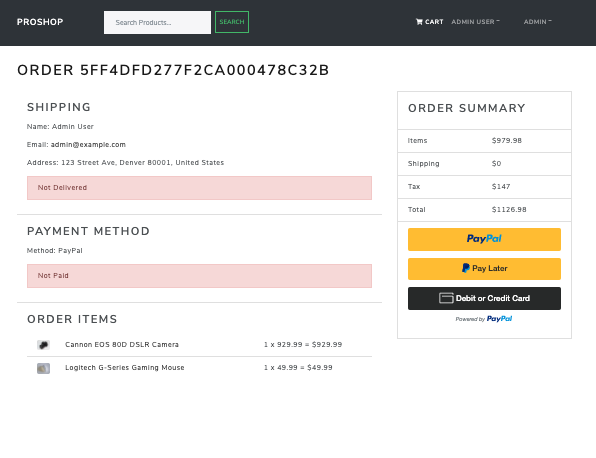 PROSHOP
Search Products...
SEARCH
CART
ADMIN USER
ADMIN
ORDER 5FF4DFD277F2CA000478C32B
SHIPPING
Name: Admin User
Email: admin@example.com
Address: 123 Street Ave, Denver 80001, United States
Not Delivered
PAYMENT METHOD
Method: PayPal
Not Paid
ORDER ITEMS
Cannon EOS 80D DSLR Camera 1 x 929.99 = $929.99
Logitech G-Series Gaming Mouse 1 x 49.99 = $49.99
ORDER SUMMARY
Items $979.98
Shipping $0
Tax $147
Total $1126.98
PayPal
Pay Later
Debit or Credit Card
Powered by PayPal